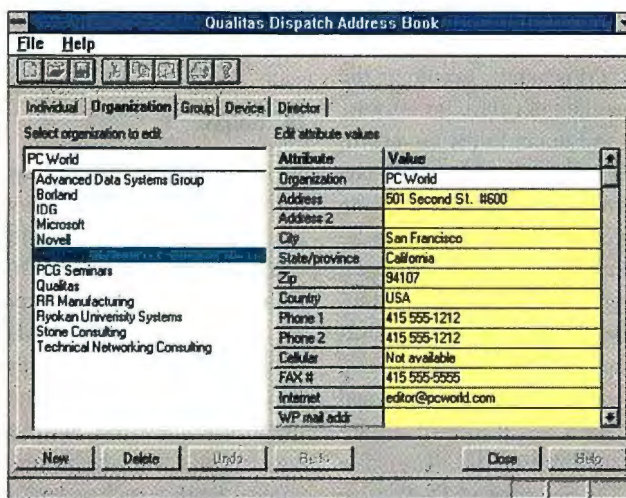 Qualitas Dispatch Address Book
File Help
Individual Organization Group Device Director
Select organization to edit
PC World
Advanced Data Systems Group
Borland
IDG
Microsoft
Novell
PCG Seminars
Qualitas
RR Manufacturing
Ryokan Univerisity Systems
Stone Consulting
Technical Networking Consulting
Edit attribute values
Attribute Value
Organization PC World
Address 501 Second St. #600
Address 2
City San Francisco
State/province California
Zip 94107
Country USA
Phone 1 415 555-1212
Phone 2 415 555-1212
Cellular Not available
FAX # 415 555-5555
Internet editor@pcworld.com
WP mail addr
New Delete Undo Close Help